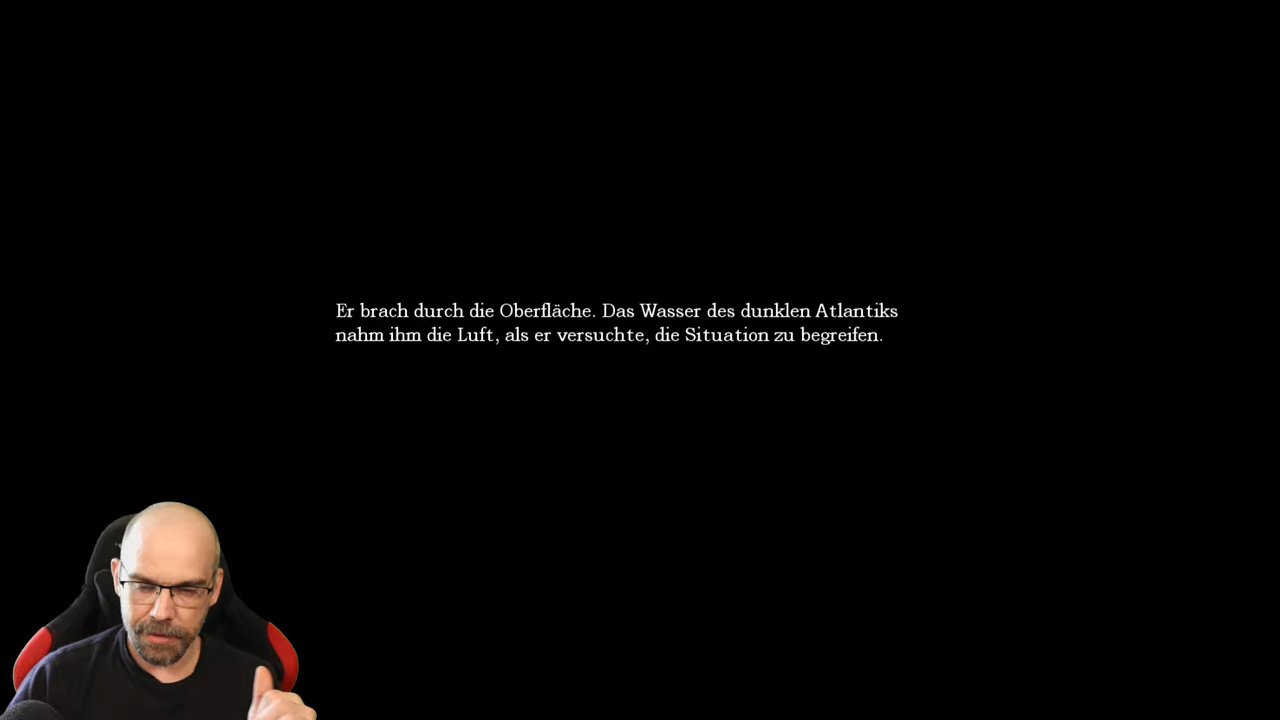 Er brach durch die Oberfläche. Das Wasser des dunklen Atlantiks
nahm ihm die Luft, als er versuchte, die Situation zu begreifen.